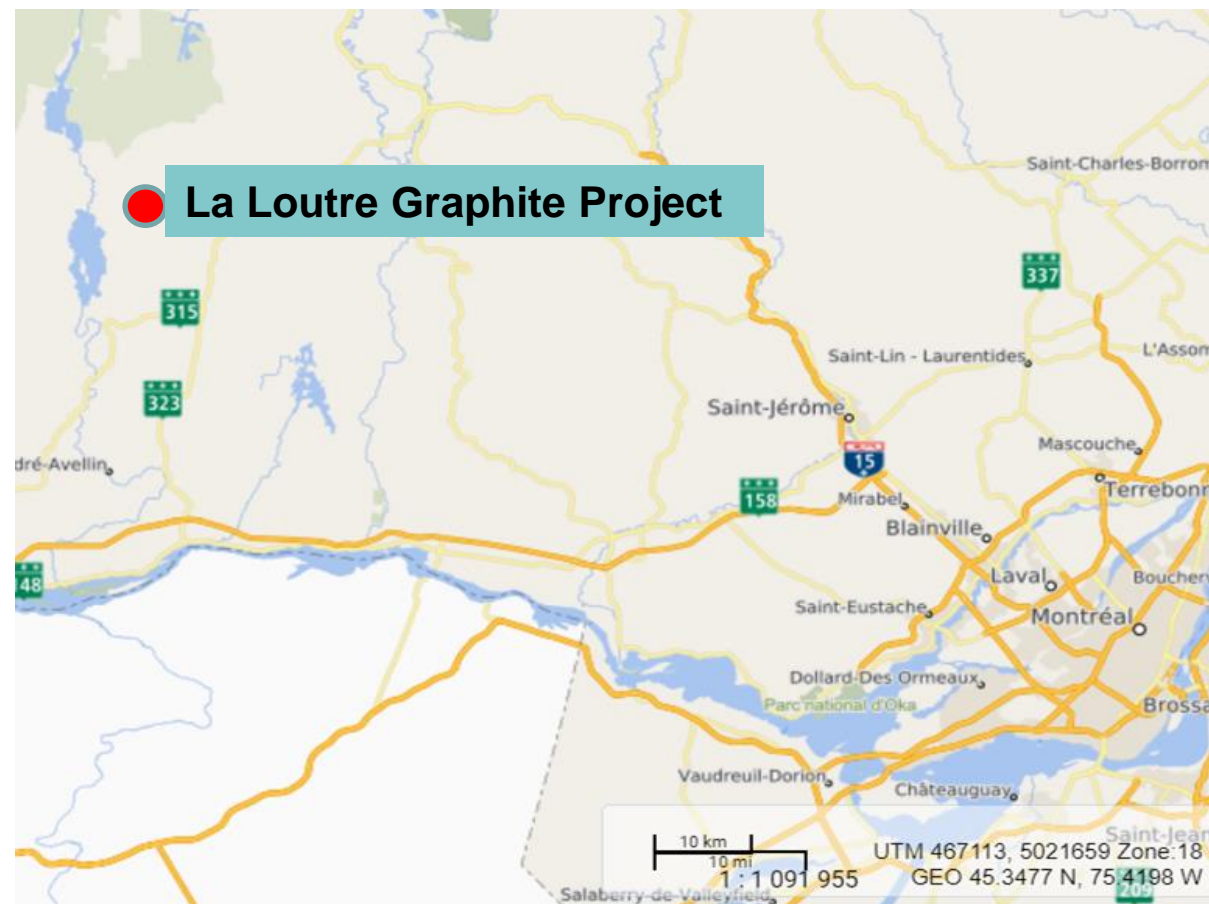 Saint-Charles-Borrom
La Loutre Graphite Project
337
315
Saint-Lin - Laurentides
L'Assom
323
Saint-Jérôme
Mascouche
dré-Avellin
15
Terrebonn
158
Mirabel
Blainville
148
Laval
Boucherv
Saint-Eustache
Montréal
Dollard-Des Ormeaux
Parc national d'Oka
Brossa
Vaudreuil-Dorion
Châteauguay
10 km
10 mi
Saint-Jean
UTM 467113, 5021659 Zone:18
1 : 1 091 955
GEO 45.3477 N, 75.4198 W
209
Salaberry-de-Valleyfield